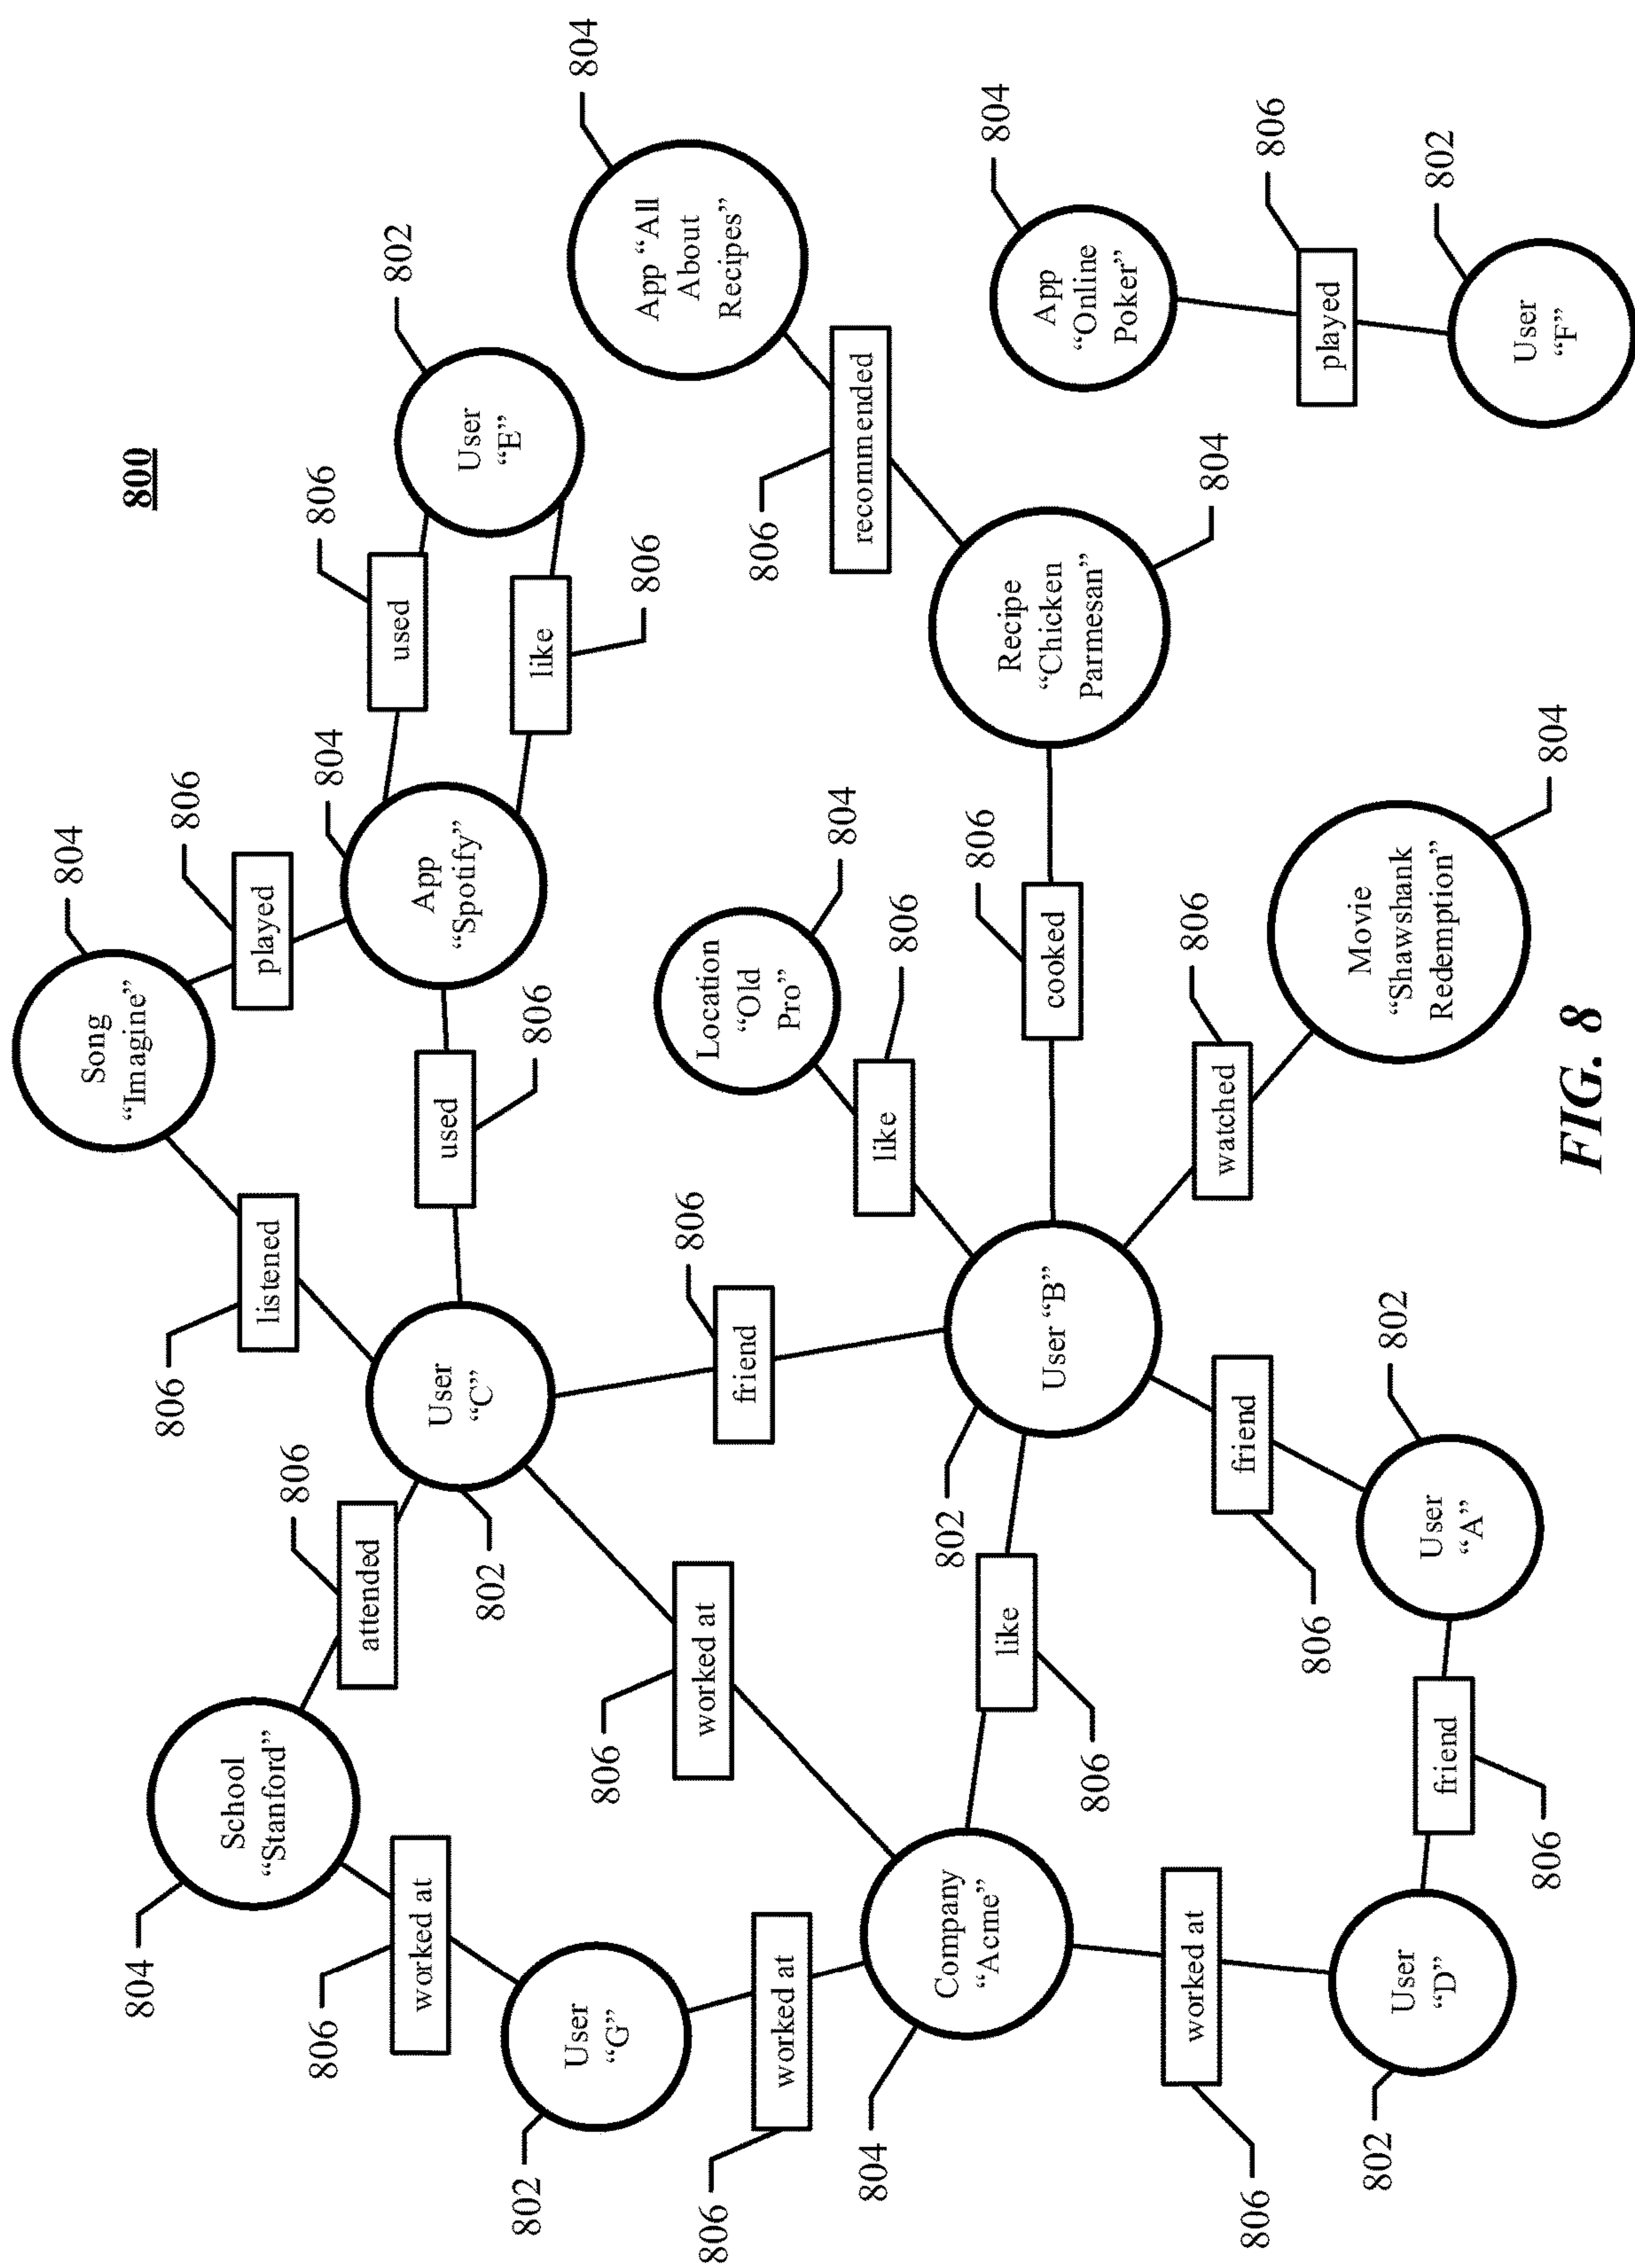 804
Song
“Imagine”
800
804
806
806
School
“Stanford”
listened
played
806
806
806
804
attended
802
used
worked at
App
“Spotify”
User
“C”
used
User
“E”
802
802
806
like
User
“G”
804
806
806
App “All
About
Recipes”
806
806
worked at
Location
“Old
Pro”
friend
806
worked at
804
recommended
804
like
806
802
Company
“Acme”
806
804
like
Recipe
“Chicken
Parmesan”
User “B”
cooked
App
“Online
Poker”
806
worked at
806
804
watched
friend
806
806
806
played
Movie
“Shawshank
Redemption”
802
802
User
“D”
User
“A”
802
friend
User
“F”
806
804
FIG. 8